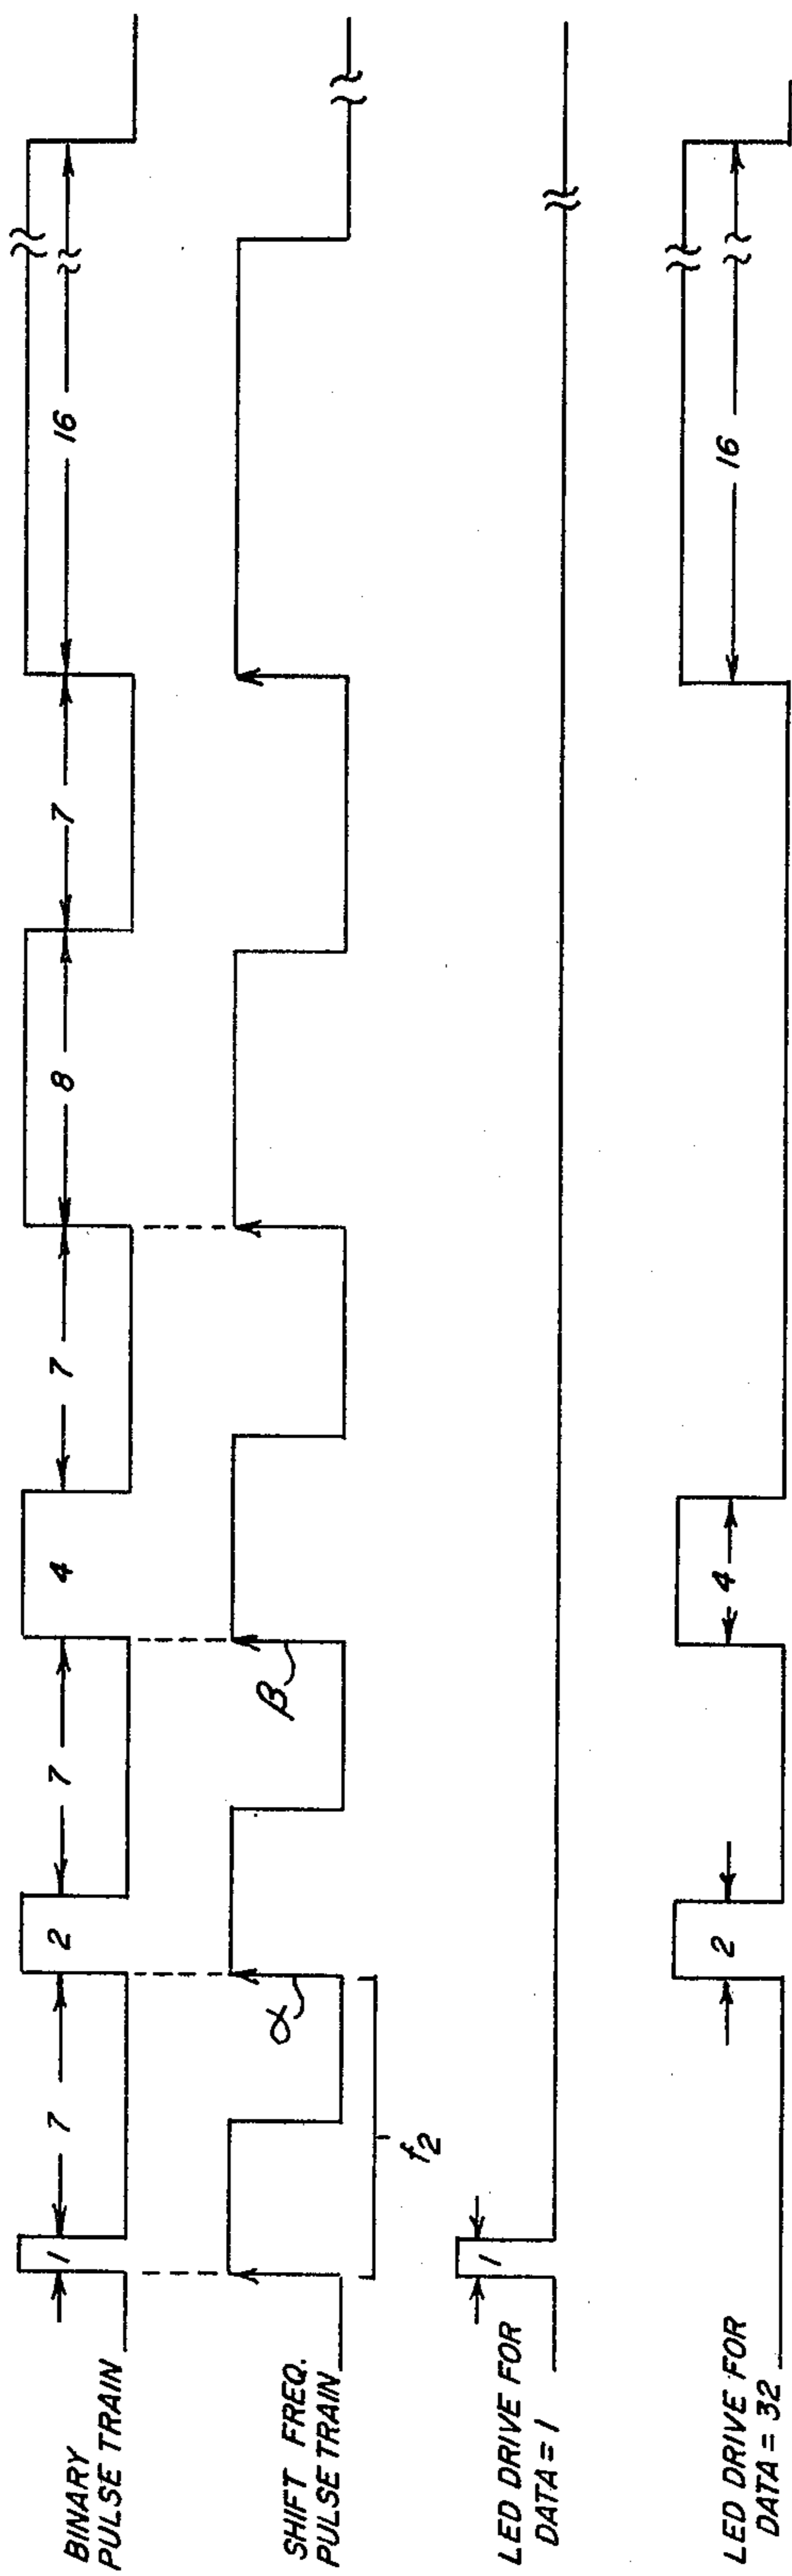 BINARY
PULSE TRAIN
1 7 2 7 4 7 8 7 16
SHIFT FREQ.
PULSE TRAIN
α β
f2
LED DRIVE FOR
DATA = 1
1
LED DRIVE FOR
DATA = 32
2 4 16